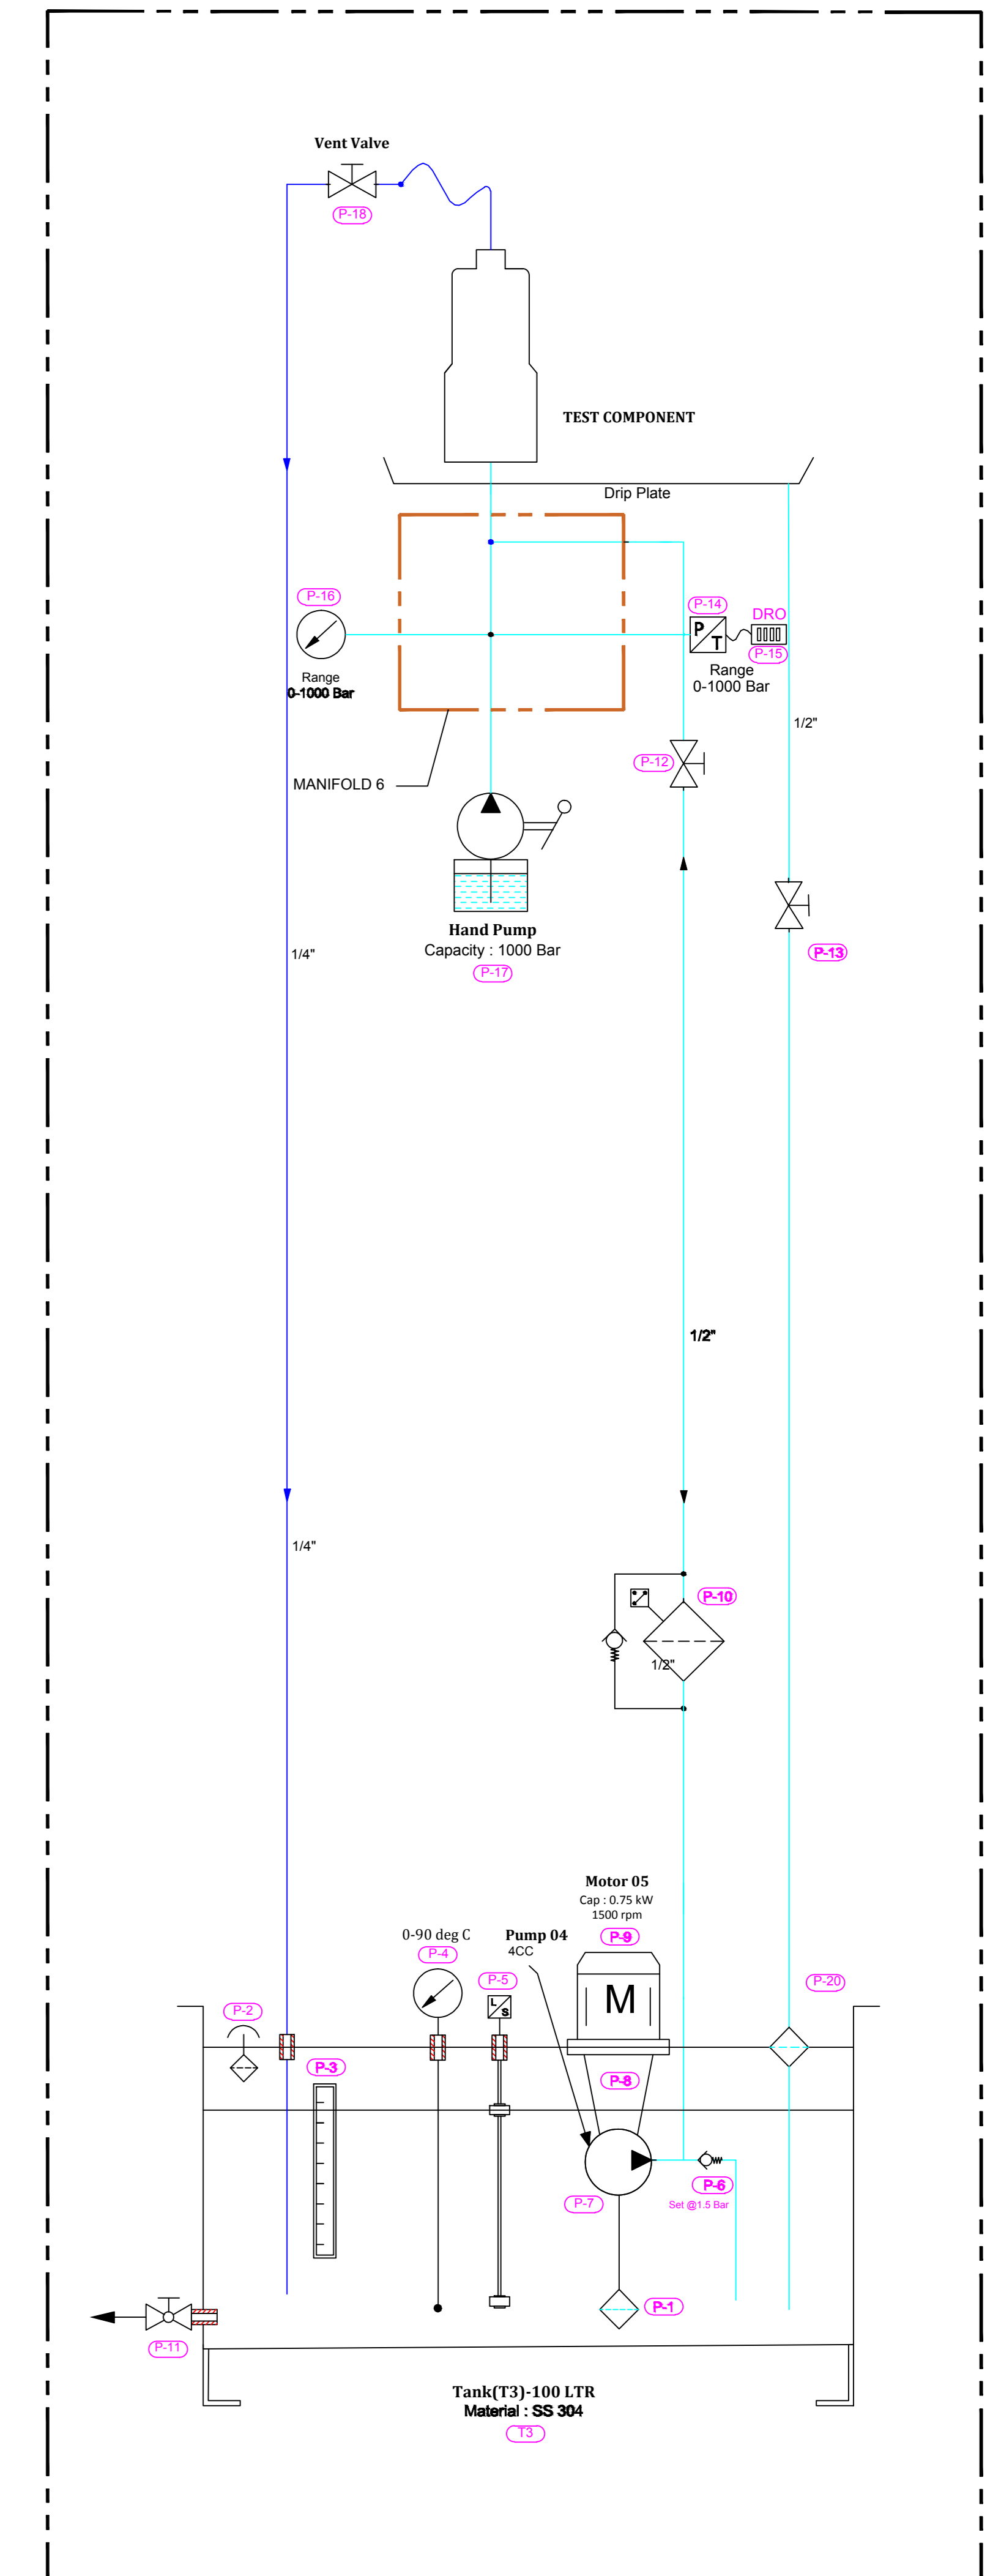 Vent Valve
P-18
TEST COMPONENT
Drip Plate
P-16
P-14
DRO
P
T
P-15
Range
0-1000 Bar
Range
0-1000 Bar
1/2"
P-12
MANIFOLD 6
Hand Pump
Capacity : 1000 Bar
P-17
P-13
1/4"
1/2"
1/4"
P-10
1/2"
Motor 05
Cap : 0.75 kW
1500 rpm
P-9
0-90 deg C
P-4
Pump 04
4CC
P-5
L
S
M
P-20
P-2
P-3
P-8
P-6
Set @1.5 Bar
P-7
P-1
P-11
Tank(T3)-100 LTR
Material : SS 304
T3